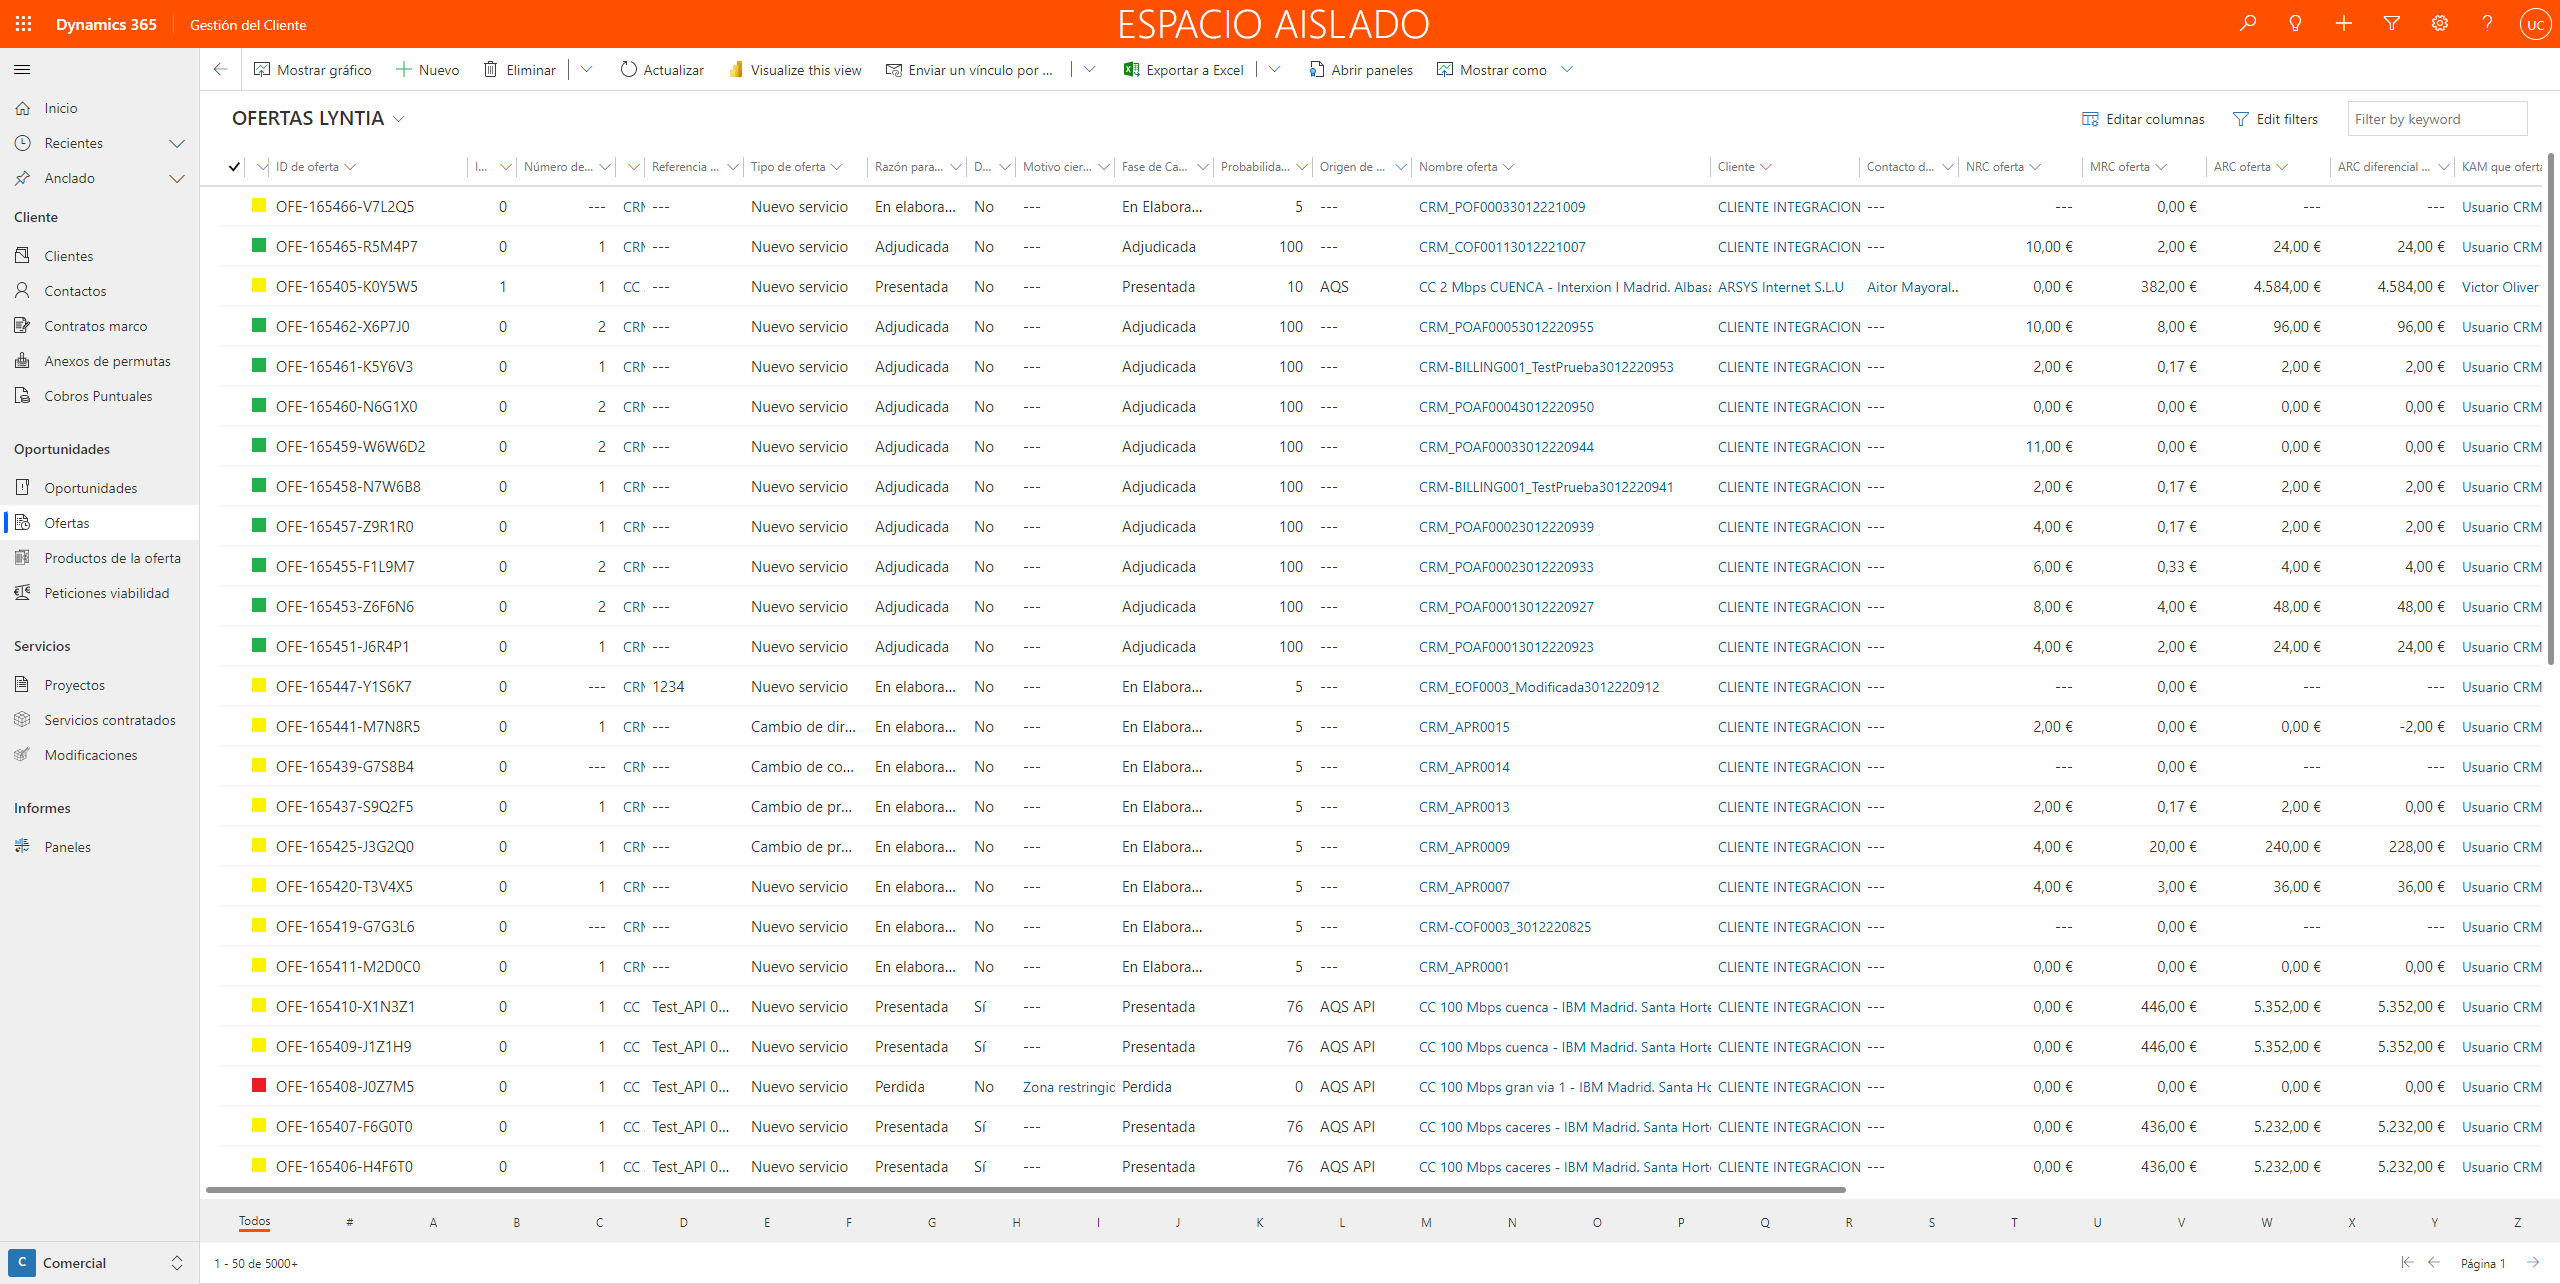 Dynamics 365 Gestión del Cliente ESPACIO AISLADO UC
Mostrar gráfico Nuevo Eliminar Actualizar Visualize this view Enviar un vínculo por ... Exportar a Excel Abrir paneles Mostrar como
Inicio
Recientes
Anclado
Cliente
Clientes
Contactos
Contratos marco
Anexos de permutas
Cobros Puntuales
Oportunidades
Oportunidades
Ofertas
Productos de la oferta
Peticiones viabilidad
Servicios
Proyectos
Servicios contratados
Modificaciones
Informes
Paneles
C Comercial
OFERTAS LYNTIA Editar columnas Edit filters Filter by keyword
ID de oferta I... Número de... Referencia ... Tipo de oferta Razón para... D... Motivo cier... Fase de Ca... Probabilida... Origen de ... Nombre oferta Cliente Contacto d... NRC oferta MRC oferta ARC oferta ARC diferencial ... KAM que oferta
OFE-165466-V7L2Q5 0 --- CRM --- Nuevo servicio En elabora... No --- En Elabora... 5 --- CRM_POF00033012221009 CLIENTE INTEGRACION --- --- 0,00 € --- --- Usuario CRM
OFE-165465-R5M4P7 0 1 CRM --- Nuevo servicio Adjudicada No --- Adjudicada 100 --- CRM_COF00113012221007 CLIENTE INTEGRACION --- 10,00 € 2,00 € 24,00 € 24,00 € Usuario CRM
OFE-165405-K0Y5W5 1 1 CC --- Nuevo servicio Presentada No --- Presentada 10 AQS CC 2 Mbps CUENCA - Interxion I Madrid. Albasa ARSYS Internet S.L.U Aitor Mayoral.. 0,00 € 382,00 € 4.584,00 € 4.584,00 € Victor Oliver
OFE-165462-X6P7J0 0 2 CRM --- Nuevo servicio Adjudicada No --- Adjudicada 100 --- CRM_POAF00053012220955 CLIENTE INTEGRACION --- 10,00 € 8,00 € 96,00 € 96,00 € Usuario CRM
OFE-165461-K5Y6V3 0 1 CRM --- Nuevo servicio Adjudicada No --- Adjudicada 100 --- CRM-BILLING001_TestPrueba3012220953 CLIENTE INTEGRACION --- 2,00 € 0,17 € 2,00 € 2,00 € Usuario CRM
OFE-165460-N6G1X0 0 2 CRM --- Nuevo servicio Adjudicada No --- Adjudicada 100 --- CRM_POAF00043012220950 CLIENTE INTEGRACION --- 0,00 € 0,00 € 0,00 € 0,00 € Usuario CRM
OFE-165459-W6W6D2 0 2 CRM --- Nuevo servicio Adjudicada No --- Adjudicada 100 --- CRM_POAF00033012220944 CLIENTE INTEGRACION --- 11,00 € 0,00 € 0,00 € 0,00 € Usuario CRM
OFE-165458-N7W6B8 0 1 CRM --- Nuevo servicio Adjudicada No --- Adjudicada 100 --- CRM-BILLING001_TestPrueba3012220941 CLIENTE INTEGRACION --- 2,00 € 0,17 € 2,00 € 2,00 € Usuario CRM
OFE-165457-Z9R1R0 0 1 CRM --- Nuevo servicio Adjudicada No --- Adjudicada 100 --- CRM_POAF00023012220939 CLIENTE INTEGRACION --- 4,00 € 0,17 € 2,00 € 2,00 € Usuario CRM
OFE-165455-F1L9M7 0 2 CRM --- Nuevo servicio Adjudicada No --- Adjudicada 100 --- CRM_POAF00023012220933 CLIENTE INTEGRACION --- 6,00 € 0,33 € 4,00 € 4,00 € Usuario CRM
OFE-165453-Z6F6N6 0 2 CRM --- Nuevo servicio Adjudicada No --- Adjudicada 100 --- CRM_POAF00013012220927 CLIENTE INTEGRACION --- 8,00 € 4,00 € 48,00 € 48,00 € Usuario CRM
OFE-165451-J6R4P1 0 1 CRM --- Nuevo servicio Adjudicada No --- Adjudicada 100 --- CRM_POAF00013012220923 CLIENTE INTEGRACION --- 4,00 € 2,00 € 24,00 € 24,00 € Usuario CRM
OFE-165447-Y1S6K7 0 --- CRM 1234 Nuevo servicio En elabora... No --- En Elabora... 5 --- CRM_EOF0003_Modificada3012220912 CLIENTE INTEGRACION --- --- 0,00 € --- --- Usuario CRM
OFE-165441-M7N8R5 0 1 CRM --- Cambio de dir... En elabora... No --- En Elabora... 5 --- CRM_APR0015 CLIENTE INTEGRACION --- 2,00 € 0,00 € 0,00 € -2,00 € Usuario CRM
OFE-165439-G7S8B4 0 --- CRM --- Cambio de co... En elabora... No --- En Elabora... 5 --- CRM_APR0014 CLIENTE INTEGRACION --- --- 0,00 € --- --- Usuario CRM
OFE-165437-S9Q2F5 0 1 CRM --- Cambio de pr... En elabora... No --- En Elabora... 5 --- CRM_APR0013 CLIENTE INTEGRACION --- 2,00 € 0,17 € 2,00 € 0,00 € Usuario CRM
OFE-165425-J3G2Q0 0 1 CRM --- Cambio de pr... En elabora... No --- En Elabora... 5 --- CRM_APR0009 CLIENTE INTEGRACION --- 4,00 € 20,00 € 240,00 € 228,00 € Usuario CRM
OFE-165420-T3V4X5 0 1 CRM --- Nuevo servicio En elabora... No --- En Elabora... 5 --- CRM_APR0007 CLIENTE INTEGRACION --- 4,00 € 3,00 € 36,00 € 36,00 € Usuario CRM
OFE-165419-G7G3L6 0 --- CRM --- Nuevo servicio En elabora... No --- En Elabora... 5 --- CRM-COF0003_3012220825 CLIENTE INTEGRACION --- --- 0,00 € --- --- Usuario CRM
OFE-165411-M2D0C0 0 1 CRM --- Nuevo servicio En elabora... No --- En Elabora... 5 --- CRM_APR0001 CLIENTE INTEGRACION --- 0,00 € 0,00 € 0,00 € 0,00 € Usuario CRM
OFE-165410-X1N3Z1 0 1 CC Test_API 0... Nuevo servicio Presentada Sí --- Presentada 76 AQS API CC 100 Mbps cuenca - IBM Madrid. Santa Horte CLIENTE INTEGRACION --- 0,00 € 446,00 € 5.352,00 € 5.352,00 € Usuario CRM
OFE-165409-J1Z1H9 0 1 CC Test_API 0... Nuevo servicio Presentada Sí --- Presentada 76 AQS API CC 100 Mbps cuenca - IBM Madrid. Santa Horte CLIENTE INTEGRACION --- 0,00 € 446,00 € 5.352,00 € 5.352,00 € Usuario CRM
OFE-165408-J0Z7M5 0 1 CC Test_API 0... Nuevo servicio Perdida No Zona restringid Perdida 0 AQS API CC 100 Mbps gran via 1 - IBM Madrid. Santa Ho CLIENTE INTEGRACION --- 0,00 € 0,00 € 0,00 € 0,00 € Usuario CRM
OFE-165407-F6G0T0 0 1 CC Test_API 0... Nuevo servicio Presentada Sí --- Presentada 76 AQS API CC 100 Mbps caceres - IBM Madrid. Santa Horte CLIENTE INTEGRACION --- 0,00 € 436,00 € 5.232,00 € 5.232,00 € Usuario CRM
OFE-165406-H4F6T0 0 1 CC Test_API 0... Nuevo servicio Presentada Sí --- Presentada 76 AQS API CC 100 Mbps caceres - IBM Madrid. Santa Horte CLIENTE INTEGRACION --- 0,00 € 436,00 € 5.232,00 € 5.232,00 € Usuario CRM
Todos # A B C D E F G H I J K L M N O P Q R S T U V W X Y Z
1 - 50 de 5000+ Página 1